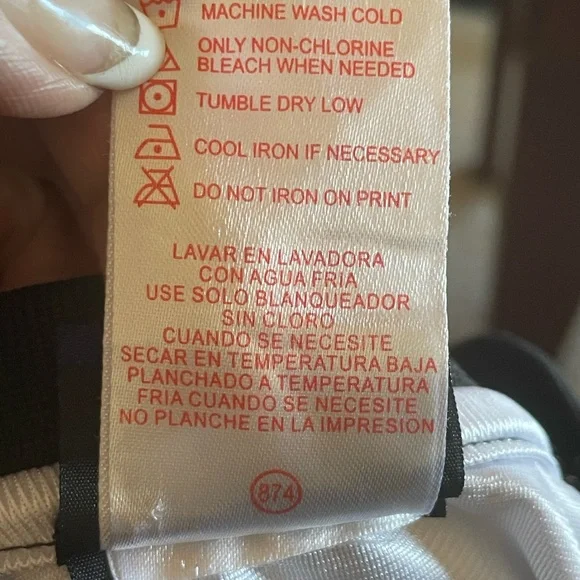 MACHINE WASH COLD
ONLY NON-CHLORINE
BLEACH WHEN NEEDED
TUMBLE DRY LOW
COOL IRON IF NECESSARY
DO NOT IRON ON PRINT
LAVAR EN LAVADORA
CON AGUA FRIA
USE SOLO BLANQUEADOR
SIN CLORO
CUANDO SE NECESITE
SECAR EN TEMPERATURA BAJA
PLANCHADO A TEMPERATURA
FRIA CUANDO SE NECESITE
NO PLANCHE EN LA IMPRESION
874